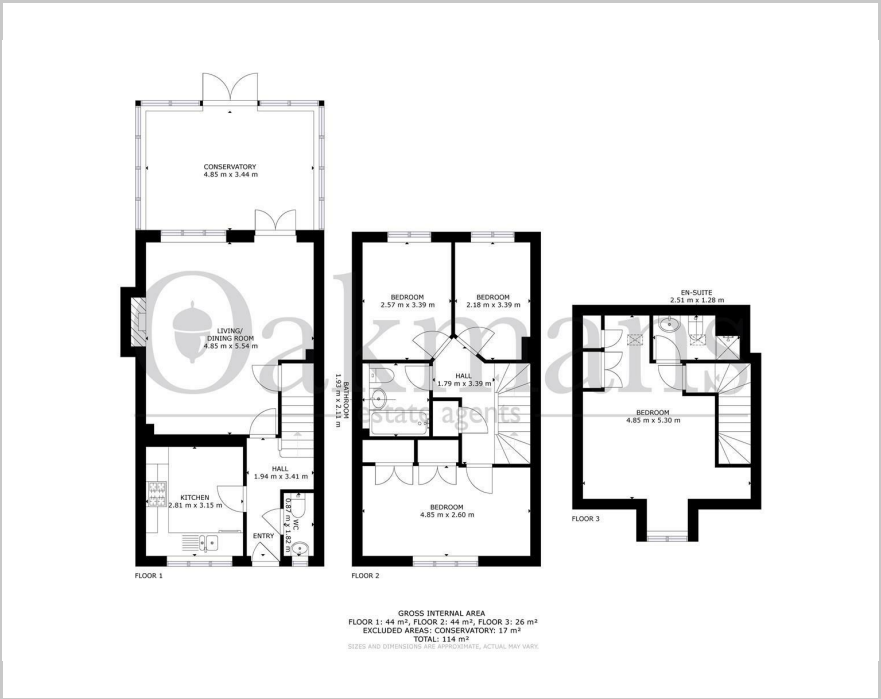 CONSERVATORY
4.85 m x 3.44 m
Oakmans
estate agents
LIVING/
DINING ROOM
4.85 m x 5.54 m
HALL
1.94 m x 3.41 m
KITCHEN
2.81 m x 3.15 m
WC
0.87 m x 1.82 m
ENTRY
FLOOR 1
BEDROOM
2.57 m x 3.39 m
BEDROOM
2.18 m x 3.39 m
HALL
1.79 m x 3.39 m
BATHROOM
1.93 m x 2.11 m
BEDROOM
4.85 m x 2.60 m
FLOOR 2
EN-SUITE
2.51 m x 1.28 m
BEDROOM
4.85 m x 5.30 m
FLOOR 3
GROSS INTERNAL AREA
FLOOR 1: 44 m², FLOOR 2: 44 m², FLOOR 3: 26 m²
EXCLUDED AREAS: CONSERVATORY: 17 m²
TOTAL: 114 m²
SIZES AND DIMENSIONS ARE APPROXIMATE, ACTUAL MAY VARY.